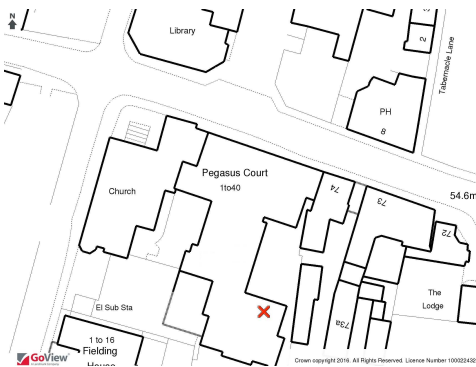 N
Library
2
Tabernacle Lane
PH
8
Pegasus Court
1to40
Church
74
73
54.6m
72
El Sub Sta
The
Lodge
73a
1 to 16
Fielding
House
GoView
Crown copyright 2016. All Rights Reserved. Licence Number 100022432